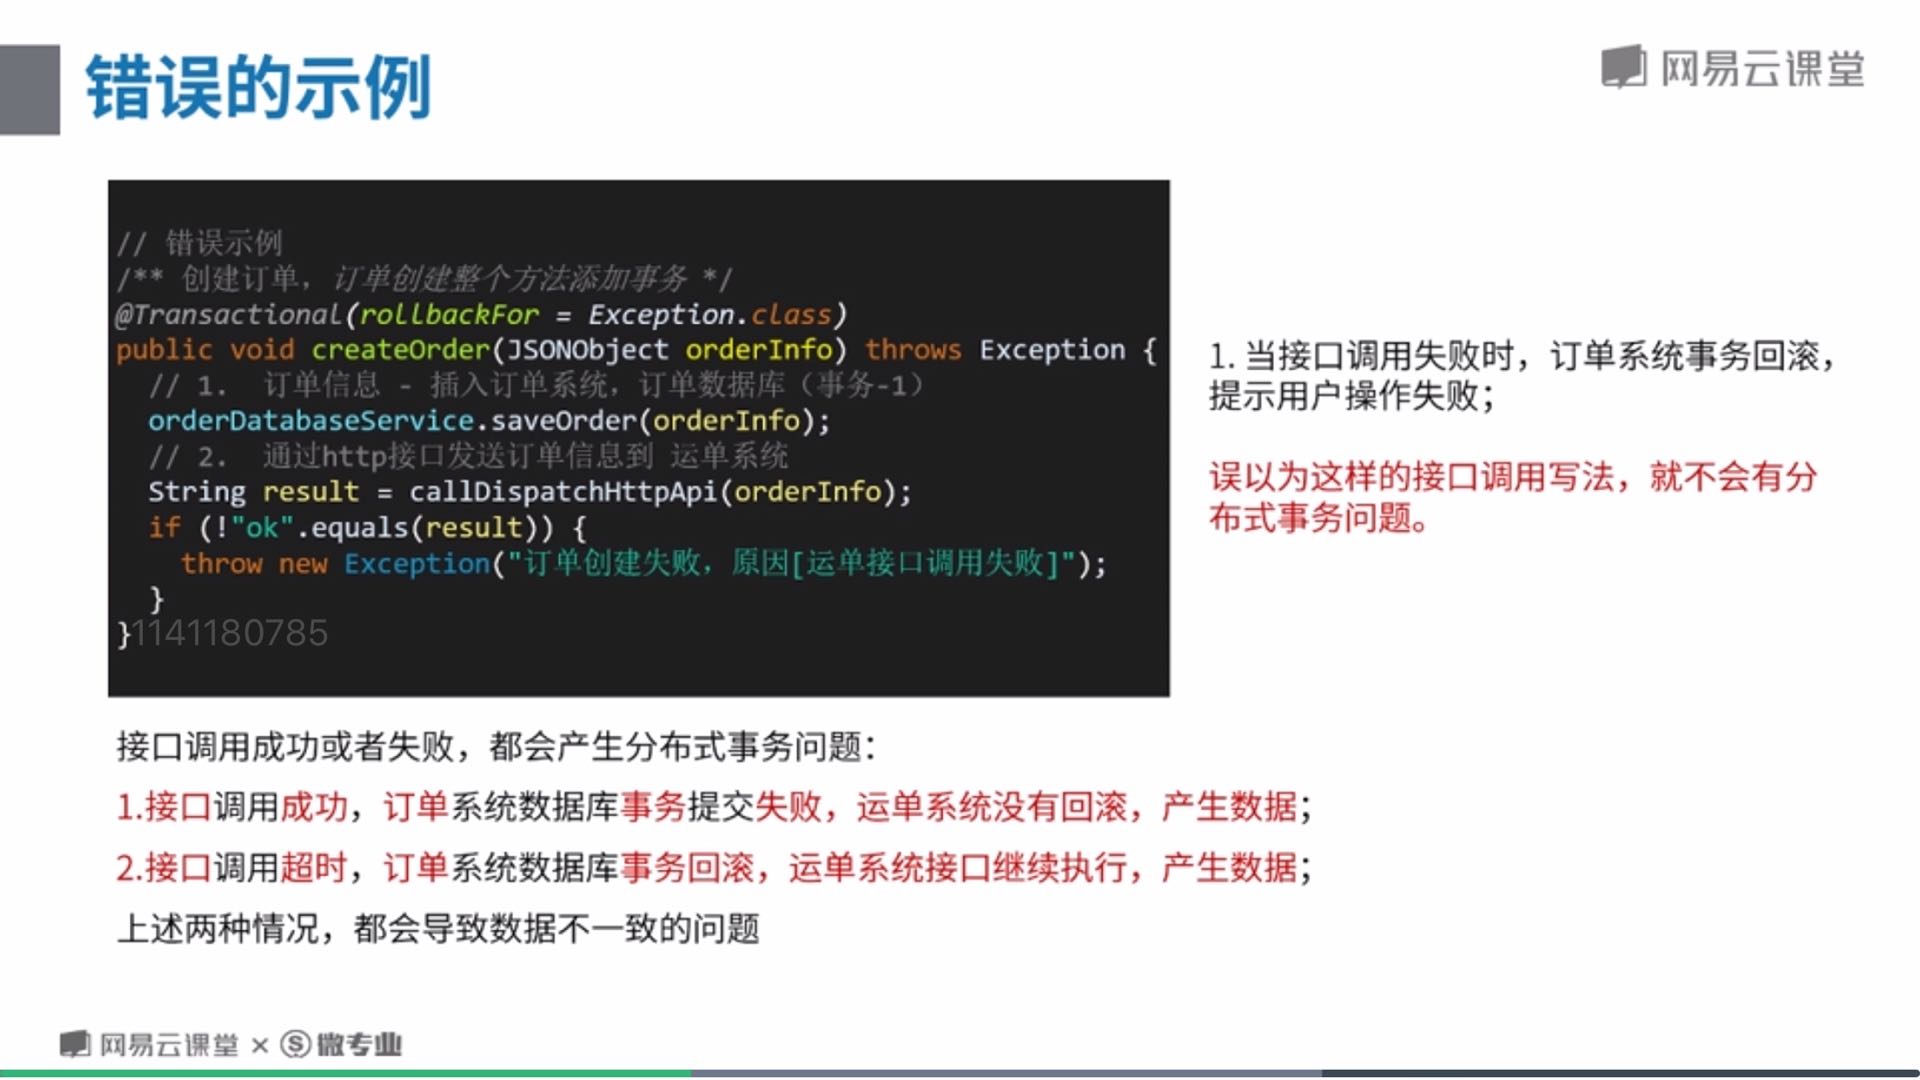 错误的示例
网易云课堂
// 错误示例
/** 创建订单，订单创建整个方法添加事务 */
@Transactional(rollbackFor = Exception.class)
public void createOrder(JSONObject orderInfo) throws Exception {
// 1. 订单信息 - 插入订单系统，订单数据库（事务-1）
orderDatabaseService.saveOrder(orderInfo);
// 2. 通过http接口发送订单信息到 运单系统
String result = callDispatchHttpApi(orderInfo);
if (!"ok".equals(result)) {
throw new Exception("订单创建失败，原因[运单接口调用失败]");
}
}
1141180785
1. 当接口调用失败时，订单系统事务回滚，
提示用户操作失败；
误以为这样的接口调用写法，就不会有分
布式事务问题。
接口调用成功或者失败，都会产生分布式事务问题：
1.接口调用成功，订单系统数据库事务提交失败，运单系统没有回滚，产生数据；
2.接口调用超时，订单系统数据库事务回滚，运单系统接口继续执行，产生数据；
上述两种情况，都会导致数据不一致的问题
网易云课堂 × 微专业